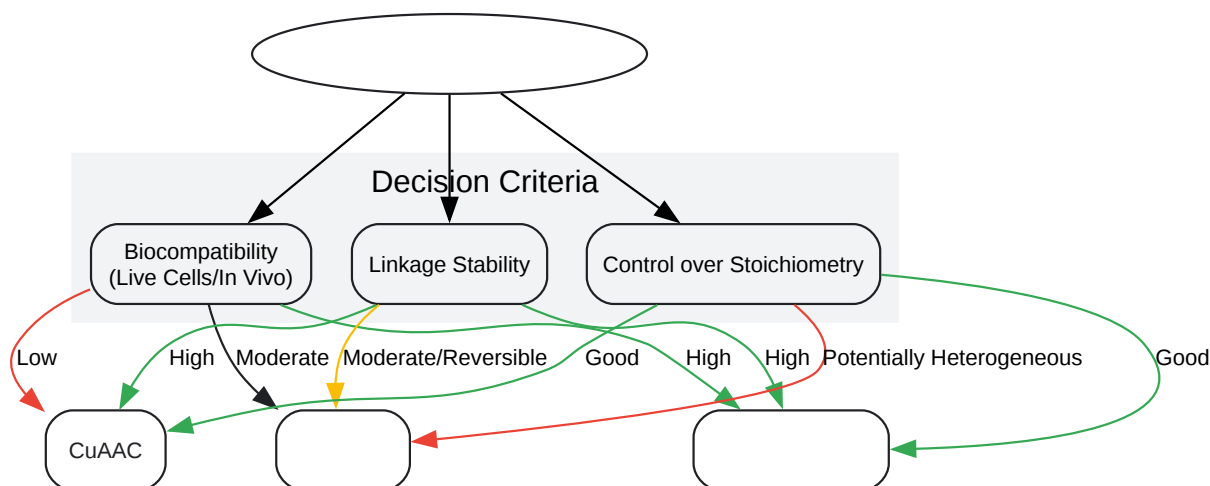 Decision Criteria
Biocompatibility
(Live Cells/In Vivo)
Linkage Stability
Control over Stoichiometry
Low
High
Moderate
Moderate/Reversible
Good
High
High
Potentially Heterogeneous
Good
CuAAC